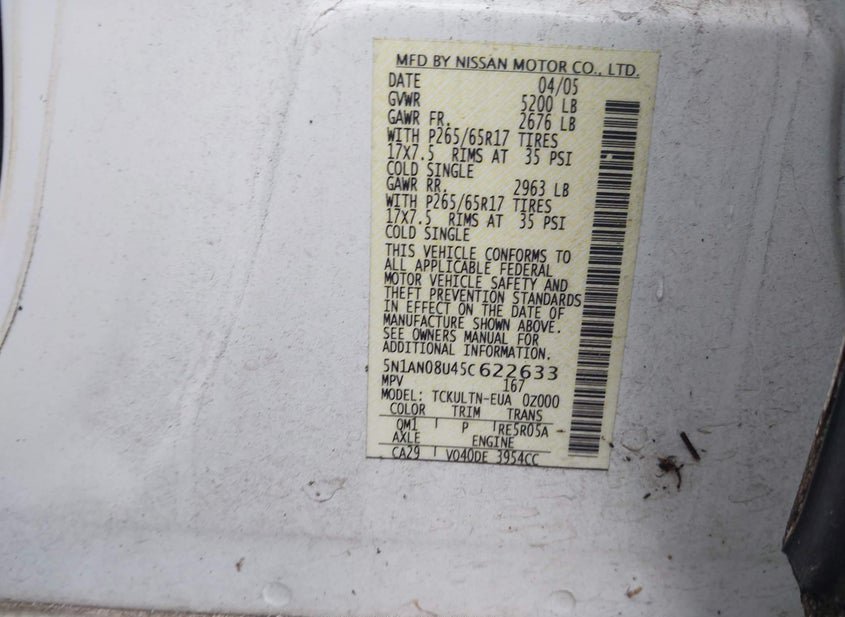 MFD BY NISSAN MOTOR CO., LTD.
DATE 04/05
GVWR 5200 LB
GAWR FR. 2676 LB
WITH P265/65R17 TIRES
17X7.5 RIMS AT 35 PSI
COLD SINGLE
GAWR RR. 2963 LB
WITH P265/65R17 TIRES
17X7.5 RIMS AT 35 PSI
COLD SINGLE
THIS VEHICLE CONFORMS TO
ALL APPLICABLE FEDERAL
MOTOR VEHICLE SAFETY AND
THEFT PREVENTION STANDARDS
IN EFFECT ON THE DATE OF
MANUFACTURE SHOWN ABOVE.
SEE OWNERS MANUAL FOR
ADDITIONAL INFORMATION.
5N1AN08U45C622633
MPV 167
MODEL: TCKULTN-EUA OZ000
COLOR TRIM TRANS
QM1 P RE5R05A
AXLE ENGINE
CA29 VQ40DE 3954CC